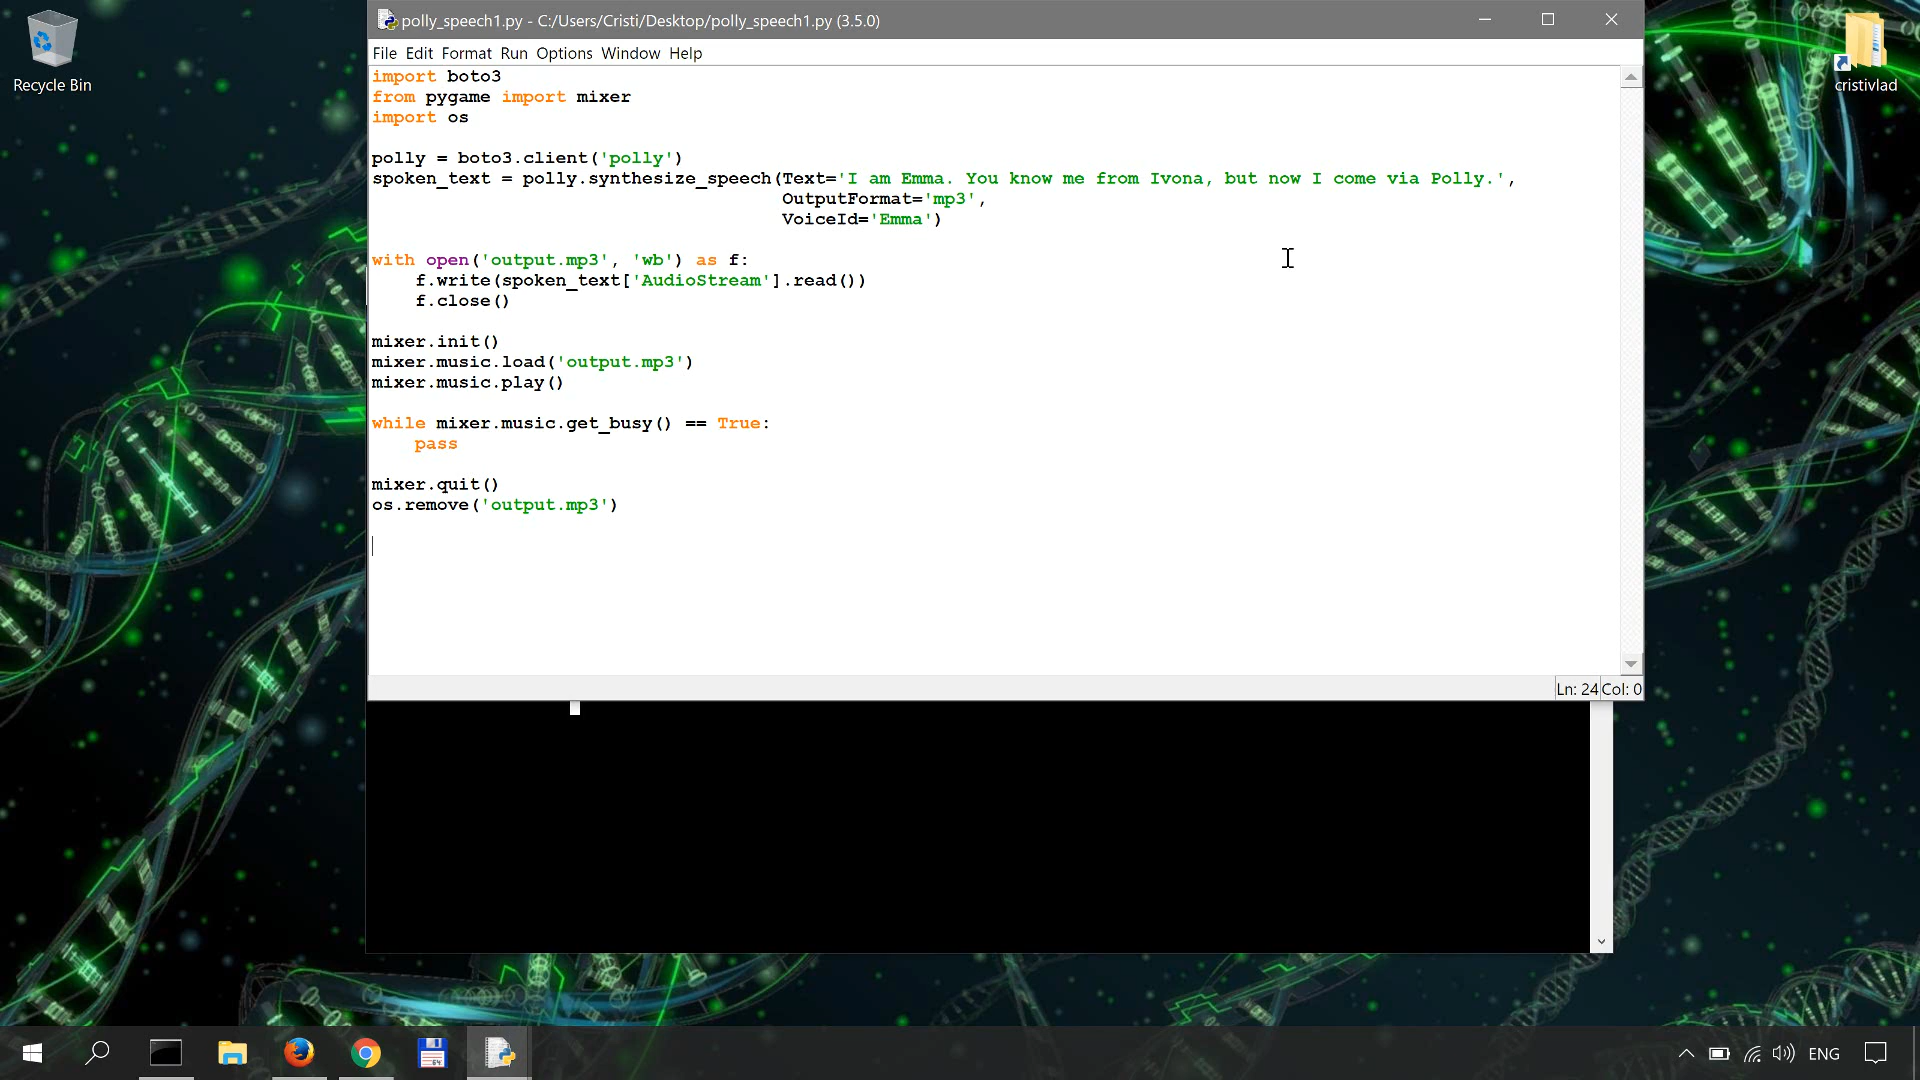 polly_speech1.py - C:/Users/Cristi/Desktop/polly_speech1.py (3.5.0)
Recycle Bin
cristivlad
File Edit Format Run Options Window Help
import boto3
from pygame import mixer
import os
polly = boto3.client('polly')
spoken_text = polly.synthesize_speech(Text='I am Emma. You know me from Ivona, but now I come via Polly.',
OutputFormat='mp3',
VoiceId='Emma')
with open('output.mp3', 'wb') as f:
f.write(spoken_text['AudioStream'].read())
f.close()
mixer.init()
mixer.music.load('output.mp3')
mixer.music.play()
while mixer.music.get_busy() == True:
pass
mixer.quit()
os.remove('output.mp3')
Ln: 24 Col: 0
64
ENG